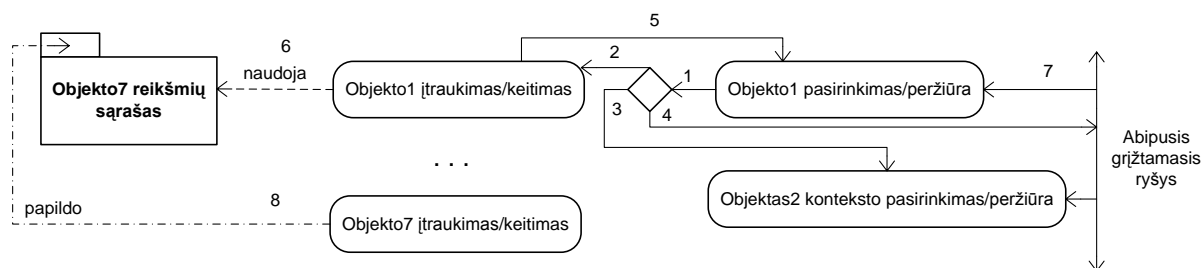 5
6
naudoja
2
1
7
3
4
8
Objekto7 reikšmių
sąrašas
Objekto1 įtraukimas/keitimas
Objekto1 pasirinkimas/peržiūra
. . .
Objektas2 konteksto pasirinkimas/peržiūra
Abipusis
grįžtamasis
ryšys
papildo
Objekto7 įtraukimas/keitimas